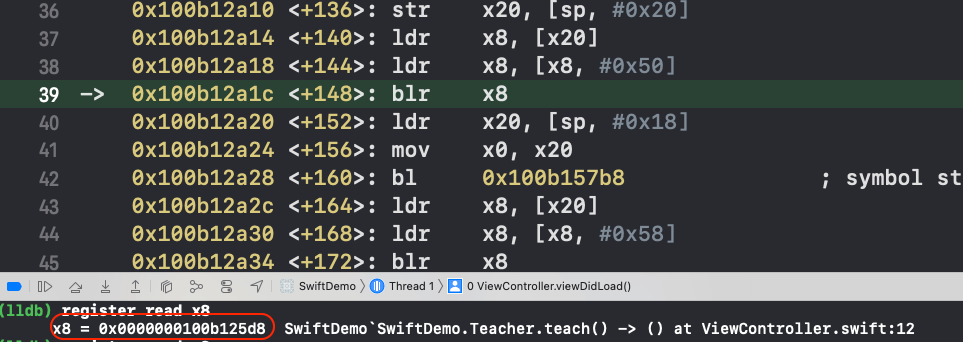 36 0x100b12a10 <+136>: str x20, [sp, #0x20]
37 0x100b12a14 <+140>: ldr x8, [x20]
38 0x100b12a18 <+144>: ldr x8, [x8, #0x50]
39 -> 0x100b12a1c <+148>: blr x8
40 0x100b12a20 <+152>: ldr x20, [sp, #0x18]
41 0x100b12a24 <+156>: mov x0, x20
42 0x100b12a28 <+160>: bl 0x100b157b8 ; symbol st
43 0x100b12a2c <+164>: ldr x8, [x20]
44 0x100b12a30 <+168>: ldr x8, [x8, #0x58]
45 0x100b12a34 <+172>: blr x8
SwiftDemo Thread 1 0 ViewController.viewDidLoad()
(lldb) register read x8
x8 = 0x0000000100b125d8 SwiftDemo`SwiftDemo.Teacher.teach() -> () at ViewController.swift:12